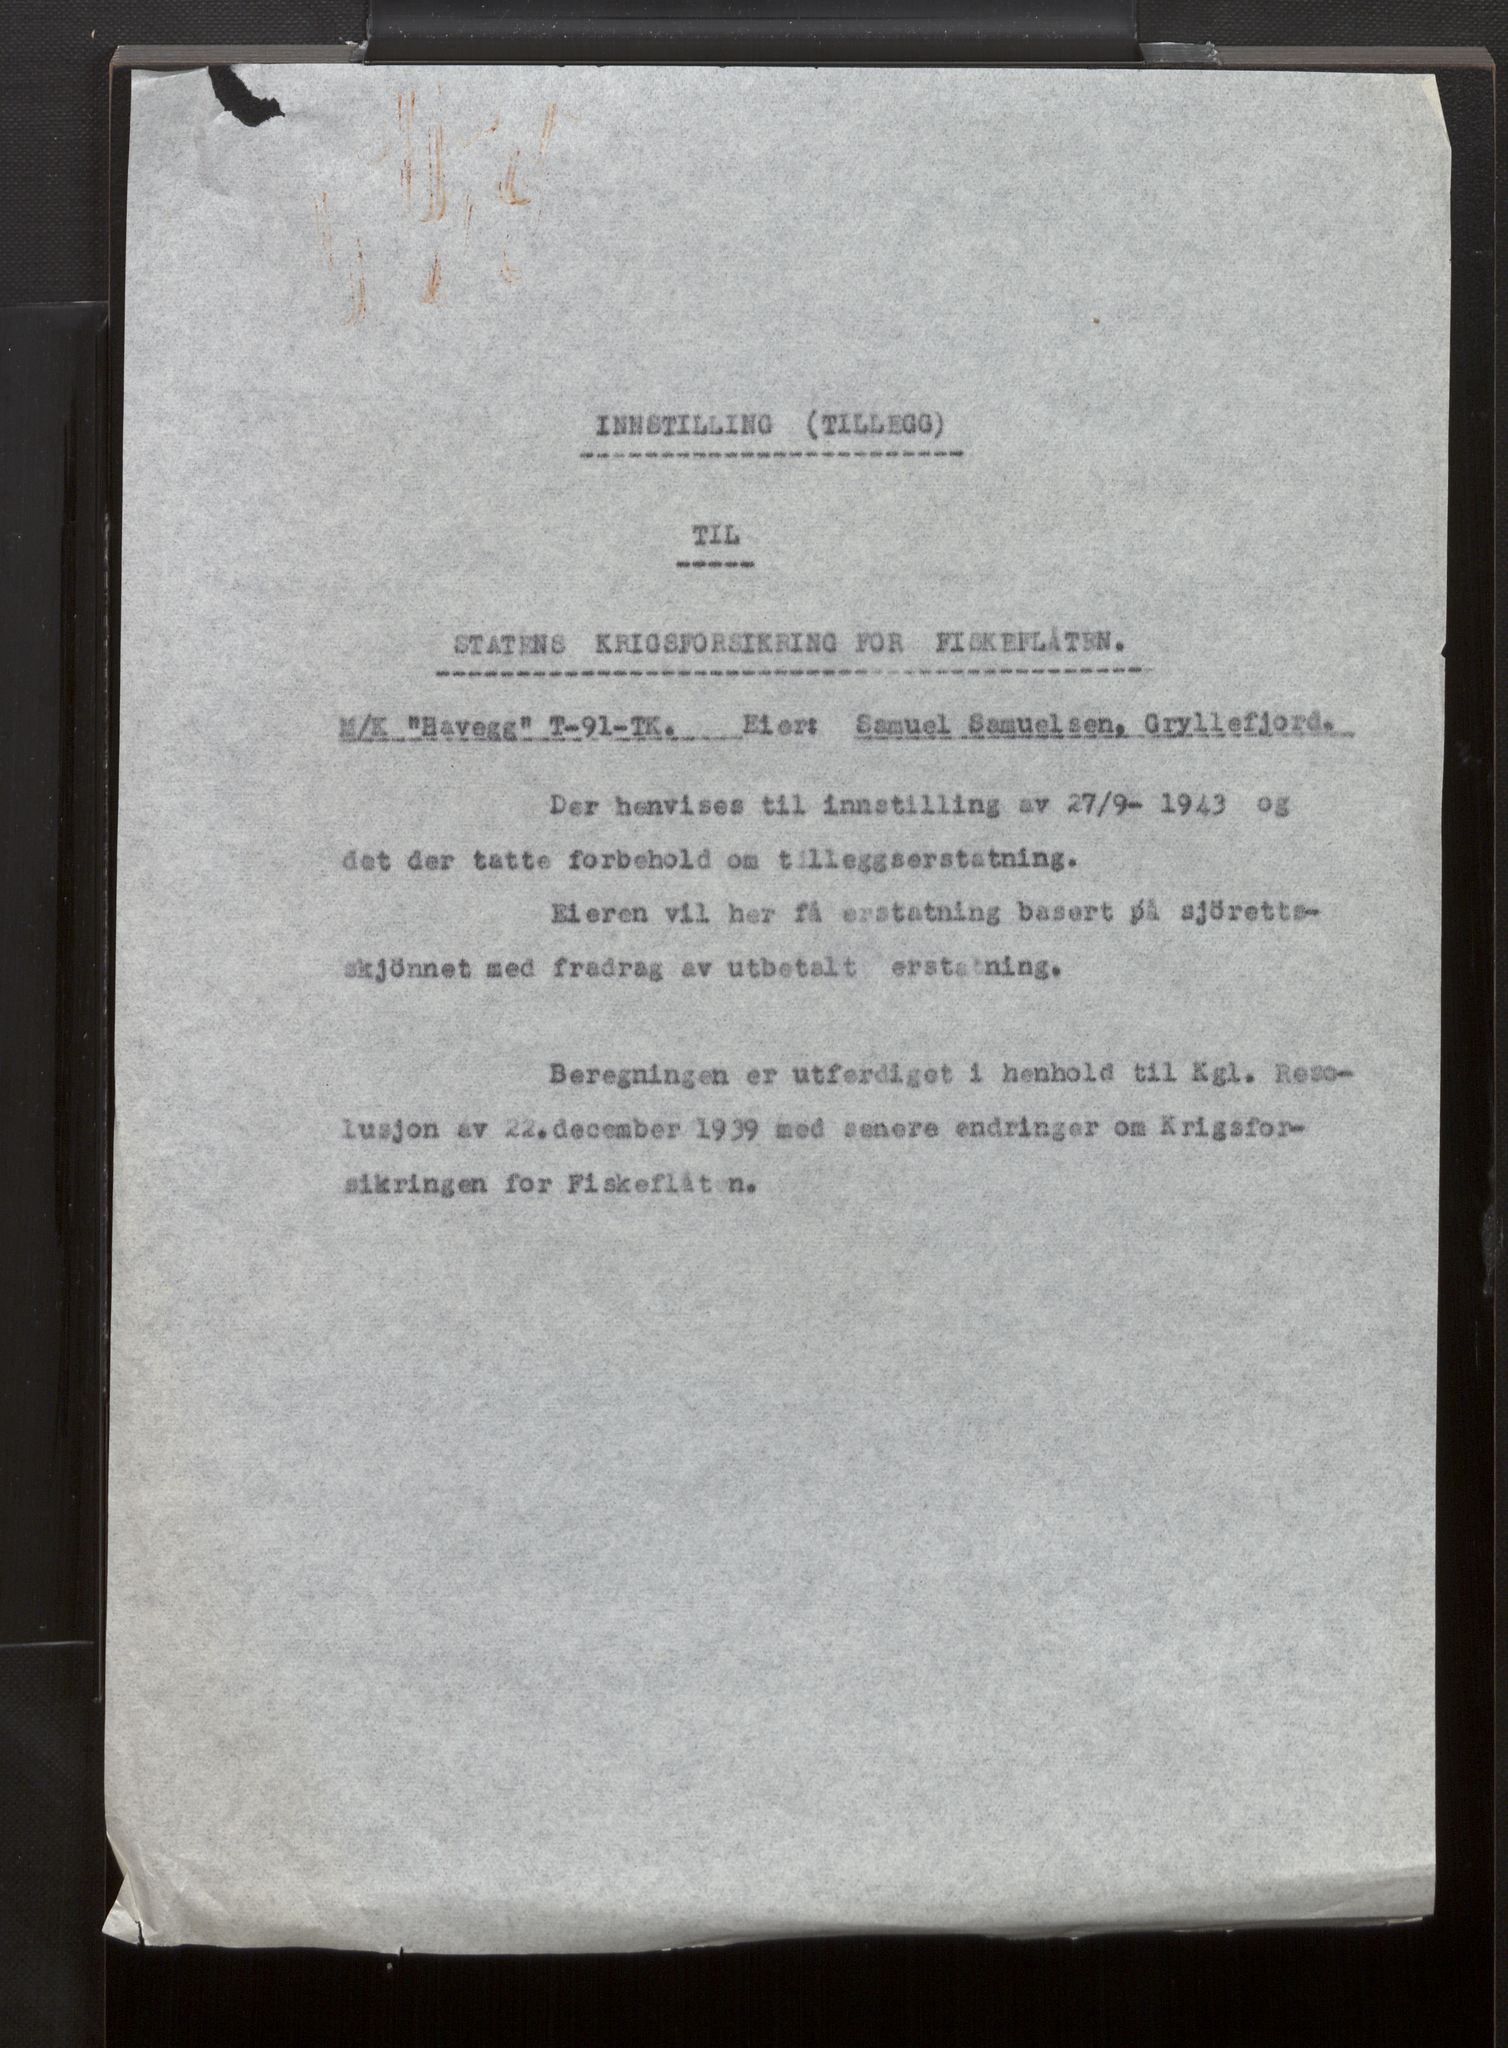 INNSTILLING (TILLEGG)
TIL
STATENS KRIGSFORSIKRING FOR FISKEFLÅTEN.
M/K "Havegg" T-91-TK. Eier: Samuel Samuelsen, Gryllefjord.
Der henvises til innstilling av 27/9- 1943 og
det der tatte forbehold om tilleggserstatning.
Eieren vil her få erstatning basert på sjöretts-
skjönnet med fradrag av utbetalt erstatning.
Beregningen er utferdiget i henhold til Kgl. Reso-
lusjon av 22.december 1939 med senere endringer om Krigsfor-
sikringen for Fiskeflåten.